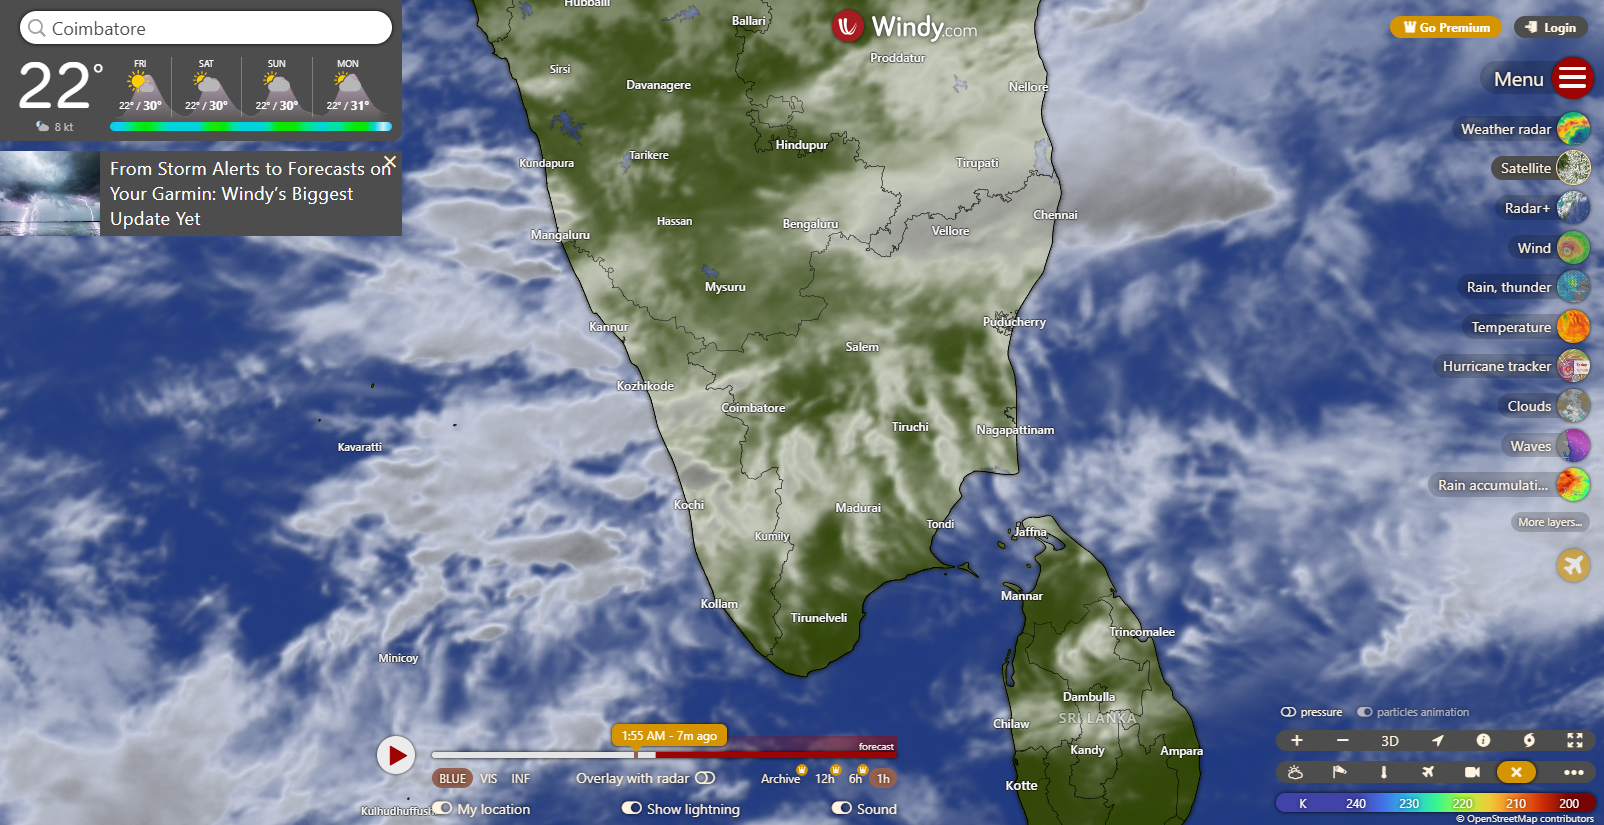 Coimbatore
22°
8 kt
FRI
22° / 30°
SAT
22° / 30°
SUN
22° / 30°
MON
22° / 31°
From Storm Alerts to Forecasts on
Your Garmin: Windy’s Biggest
Update Yet
Windy.com
Go Premium
Login
Menu
Weather radar
Satellite
Radar+
Wind
Rain, thunder
Temperature
Hurricane tracker
Clouds
Waves
Rain accumulati...
More layers...
Hubballi
Ballari
Proddatur
Sirsi
Davanagere
Nellore
Hindupur
Kundapura
Tarikere
Tirupati
Hassan
Bengaluru
Chennai
Mangaluru
Vellore
Mysuru
Kannur
Puducherry
Salem
Kozhikode
Coimbatore
Tiruchi
Nagapattinam
Kavaratti
Kochi
Madurai
Tondi
Kumily
Jaffna
Kollam
Mannar
Tirunelveli
Trincomalee
Minicoy
Dambulla
SRI LANKA
Chilaw
Kandy
Ampara
Kotte
Kulhudhuffush
1:55 AM - 7m ago
forecast
BLUE VIS INF
Overlay with radar
Archive 12h 6h 1h
My location
Show lightning
Sound
pressure
particles animation
+ − 3D
K 240 230 220 210 200
© OpenStreetMap contributors